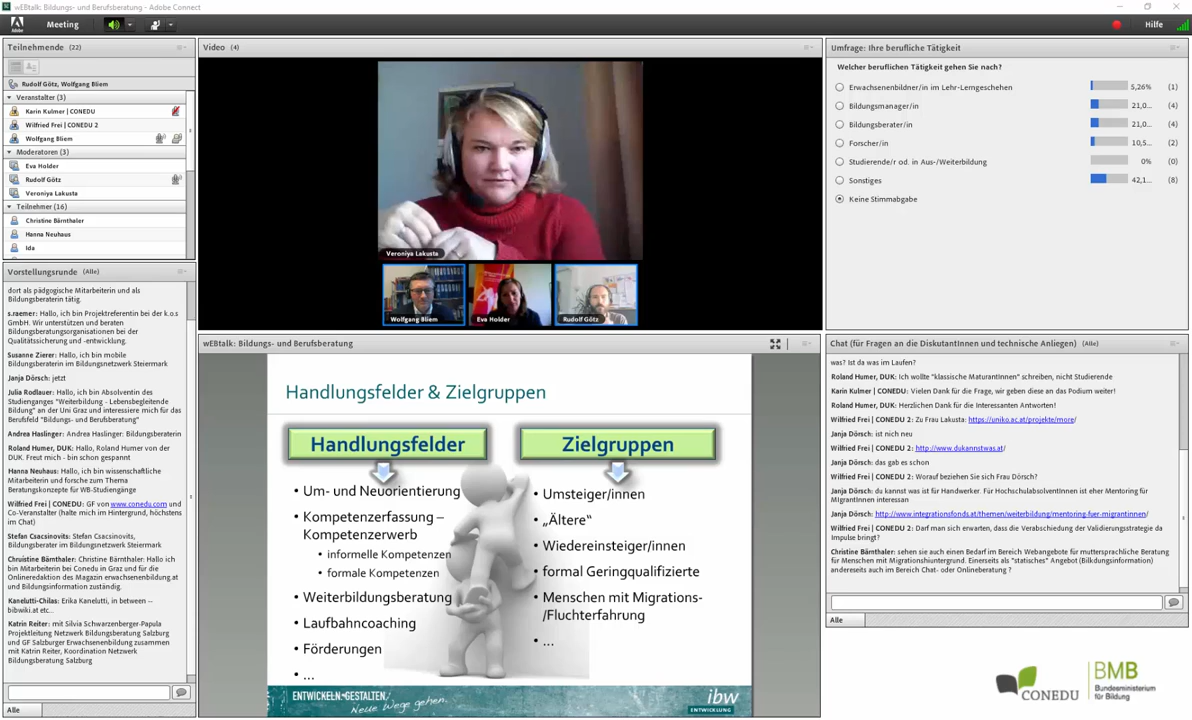 wEBtalk: Bildungs- und Berufsberatung - Adobe Connect
Meeting
Hilfe
Teilnehmende (22)
Rudolf Götz, Wolfgang Bliem
Veranstalter (3)
Karin Kulmer | CONEDU
Wilfried Frei | CONEDU 2
Wolfgang Bliem
Moderatoren (3)
Eva Holder
Rudolf Götz
Veroniya Lakusta
Teilnehmer (16)
Christine Bärnthaler
Hanna Neuhaus
Ida
Vorstellungsrunde (Alle)
dort als pädgogische Mitarbeiterin und als
Bildungsberaterin tätig.
s.raemer: Hallo, ich bin Projektreferentin bei der k.o.s
GmbH. Wir unterstützen und beraten
Bildungsberatungsorganisationen bei der
Qualitätssicherung und -entwicklung.
Susanne Zierer: Hallo, ich bin mobile
Bildungsberaterin im Bildungsnetzwerk Steiermark
Janja Dörsch: jetzt
Julia Rodlauer: Hallo, ich bin Absolventin des
Studienganges "Weiterbildung - Lebensbegleitende
Bildung" an der Uni Graz und interessiere mich für das
Berufsfeld "Bildungs- und Berufsberatung"
Andrea Haslinger: Andrea Haslinger: Bildungsberaterin
Roland Humer, DUK: Hallo, Roland Humer von der
DUK. Freut mich - bin schon gespannt
Hanna Neuhaus: Hallo, ich bin wissenschaftliche
Mitarbeiterin und forsche zum Thema
Beratungskonzepte für WB-Studiengänge
Wilfried Frei | CONEDU: GF von www.conedu.com und
Co-Veranstalter (halte mich im Hintergrund, höchstens
im Chat)
Stefan Csacsinovits: Stefan Csacsinovits,
Bildungsberater im Bildungsnetzwerk Steiermark
Chruistine Bärnthaler: Christine Bärnthaler: Hallo ich
bin Mitarbeiterin bei Conedu in Graz und für die
Onlineredaktion des Magazin erwachsenenbildung.at
und Bildungsinformation zuständig.
Kanelutti-Chilas: Erika Kanelutti, in between --
bibwiki.at etc..
Katrin Reiter: mit Silvia Schwarzenberger-Papula
Projektleitung Netzwerk Bildungsberatung Salzburg
und GF Salzburger Erwachsenenbildung zusammen
mit Katrin Reiter, Koordination Netzwerk
Bildungsberatung Salzburg
Alle
Video (4)
Veroniya Lakusta
Wolfgang Bliem
Eva Holder
Rudolf Götz
wEBtalk: Bildungs- und Berufsberatung
Handlungsfelder & Zielgruppen
Handlungsfelder
• Um- und Neuorientierung
• Kompetenzerfassung –
Kompetenzerwerb
• informelle Kompetenzen
• formale Kompetenzen
• Weiterbildungsberatung
• Laufbahncoaching
• Förderungen
• ...
Zielgruppen
• Umsteiger/innen
• „Ältere“
• Wiedereinsteiger/innen
• formal Geringqualifizierte
• Menschen mit Migrations-
/Fluchterfahrung
• ...
ENTWICKELN.GESTALTEN.
Neue Wege gehen.
ibw
ENTWICKLUNG
Umfrage: Ihre berufliche Tätigkeit
Welcher beruflichen Tätigkeit gehen Sie nach?
Erwachsenenbildner/in im Lehr-Lerngeschehen 5,26% (1)
Bildungsmanager/in 21,0... (4)
Bildungsberater/in 21,0... (4)
Forscher/in 10,5... (2)
Studierende/r od. in Aus-/Weiterbildung 0% (0)
Sonstiges 42,1... (8)
Keine Stimmabgabe
Chat (für Fragen an die DiskutantInnen und technische Anliegen) (Alle)
was? Ist da was im Laufen?
Roland Humer, DUK: Ich wollte "klassische MaturantInnen" schreiben, nicht Studierende
Karin Kulmer | CONEDU: Vielen Dank für die Frage, wir geben diese an das Podium weiter!
Roland Humer, DUK: Herzlichen Dank für die Interessanten Antworten!
Wilfried Frei | CONEDU 2: Zu Frau Lakusta: https://uniko.ac.at/projekte/more/
Janja Dörsch: ist nich neu
Wilfried Frei | CONEDU 2: http://www.dukannstwas.at/
Janja Dörsch: das gab es schon
Wilfried Frei | CONEDU 2: Worauf beziehen Sie sich Frau Dörsch?
Janja Dörsch: du kannst was ist für Handwerker. Für HochschulabsolventInnen ist eher Mentoring für
MigrantInnen interessan
Janja Dörsch: http://www.integrationsfonds.at/themen/weiterbildung/mentoring-fuer-migrantinnen/
Wilfried Frei | CONEDU 2: Darf man sich erwarten, dass die Verabschiedung der Validierungsstrategie da
Impulse bringt?
Christine Bärnthaler: sehen sie auch einen Bedarf im Bereich Webangebote für muttersprachliche Beratung
für Menschen mit Migrationshuintergrund. Einerseits als "statisches" Angebot (Bilkdungsinformation)
andereseits auch im Bereich Chat- oder Onlineberatung ?
Alle
CONEDU
BMB
Bundesministerium
für Bildung